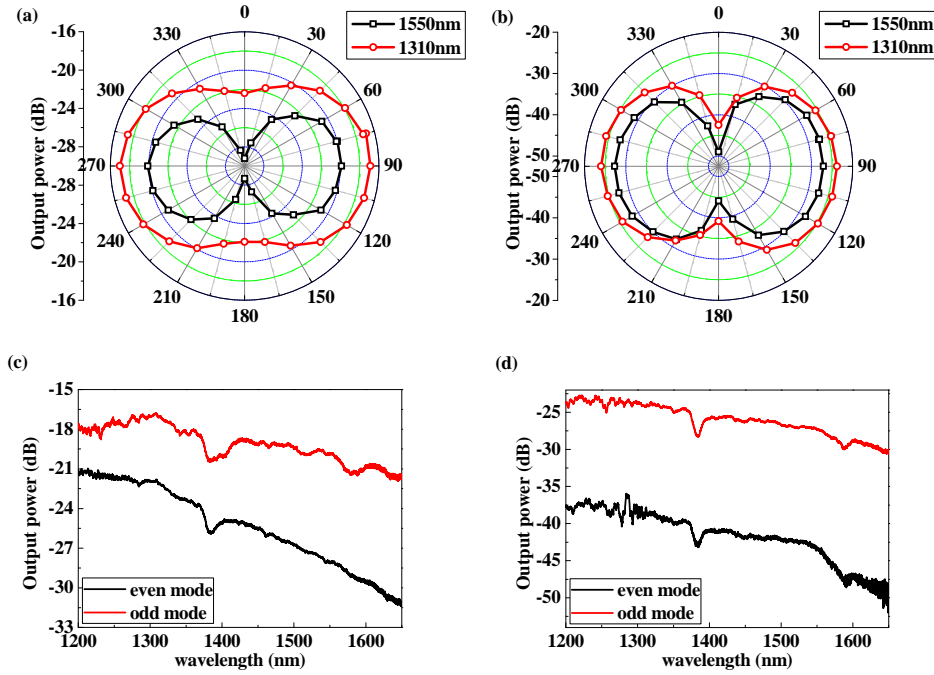 (a)
1550nm
1310nm
Output power (dB)
-16
-20
-24
-28
-28
-24
-20
-16
0
30
60
90
120
150
180
210
240
270
300
330
(b)
1550nm
1310nm
Output power (dB)
-20
-30
-40
-50
-50
-40
-30
-20
0
30
60
90
120
150
180
210
240
270
300
330
(c)
Output power (dB)
-15
-18
-21
-24
-27
-30
-33
even mode
odd mode
1200 1300 1400 1500 1600
wavelength (nm)
(d)
Output power (dB)
-25
-30
-35
-40
-45
-50
even mode
odd mode
1200 1300 1400 1500 1600
wavelength (nm)